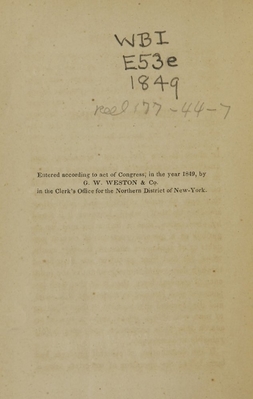 WBI
E53e
1849
reel 177-44-7
Entered according to act of Congress, in the year 1849, by
G. W. WESTON & Co.
in the Clerk's Office for the Northern District of New-York.